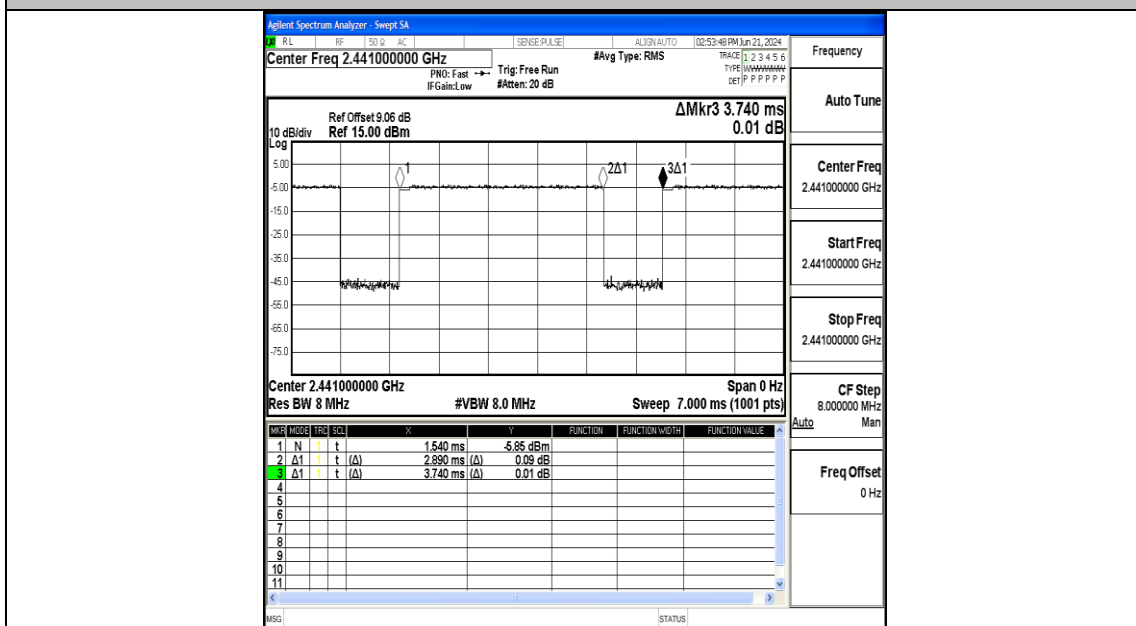 Agilent Spectrum Analyzer - Swept SA
LXI RL RF 50 Ω AC SENSE:PULSE ALIGN AUTO 02:53:48 PM Jun 21, 2024
Center Freq 2.441000000 GHz #Avg Type: RMS TRACE 1 2 3 4 5 6
PNO: Fast Trig: Free Run TYPE WWWWWW
IFGain:Low #Atten: 20 dB DET P P P P P P
Frequency
Auto Tune
ΔMkr3 3.740 ms
0.01 dB
Ref Offset 9.06 dB
10 dB/div Ref 15.00 dBm
Log
5.00
-5.00
-15.0
-25.0
-35.0
-45.0
-55.0
-65.0
-75.0
1
2Δ1
3Δ1
Center 2.441000000 GHz Span 0 Hz
Res BW 8 MHz #VBW 8.0 MHz Sweep 7.000 ms (1001 pts)
Center Freq
2.441000000 GHz
Start Freq
2.441000000 GHz
Stop Freq
2.441000000 GHz
CF Step
8.000000 MHz
Auto Man
Freq Offset
0 Hz
MKR MODE TRC SCL X Y FUNCTION FUNCTION WIDTH FUNCTION VALUE
1 N 1 t 1.540 ms -5.85 dBm
2 Δ1 1 t (Δ) 2.890 ms (Δ) 0.09 dB
3 Δ1 1 t (Δ) 3.740 ms (Δ) 0.01 dB
4
5
6
7
8
9
10
11
MSG STATUS